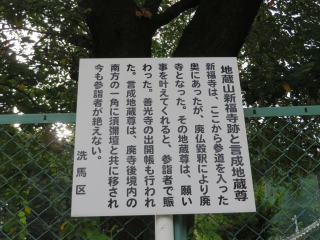 地蔵山新福寺跡と言成地蔵尊
新福寺は、ここから参道を入った
奥にあったが、廃仏毀釈により廃
寺となった。その地蔵尊は、願い
事を叶えてくれると、参詣者で賑
わった。善光寺の出開帳も行われ
た。言成地蔵尊は、廃寺後境内の
南方の一角に須彌壇と共に移され
今も参詣者が絶えない。
洗馬区